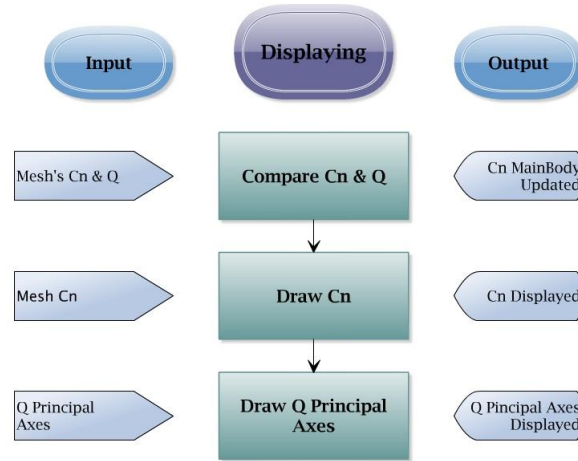 Input
Displaying
Output
Mesh's Cn & Q
Compare Cn & Q
Cn MainBody
Updated
Mesh Cn
Draw Cn
Cn Displayed
Q Principal
Axes
Draw Q Principal
Axes
Q Pincipal Axes
Displayed